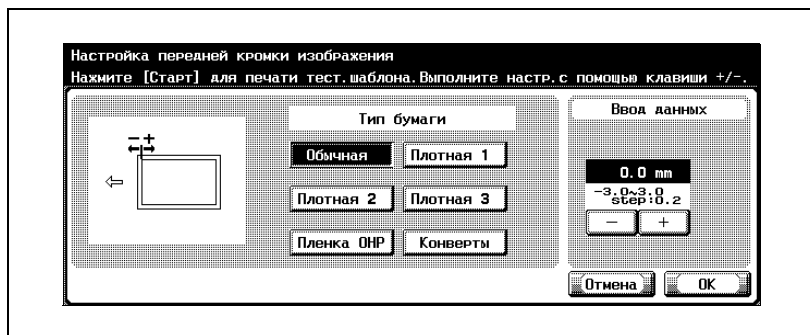 Настройка передней кромки изображения
Нажмите [Старт] для печати тест.шаблона.Выполните настр.с помощью клавиши +/-.
Тип бумаги
Ввод данных
− +
Обычная Плотная 1
0.0 mm
-3.0~3.0
step:0.2
Плотная 2 Плотная 3
− +
Пленка OHP Конверты
Отмена OK